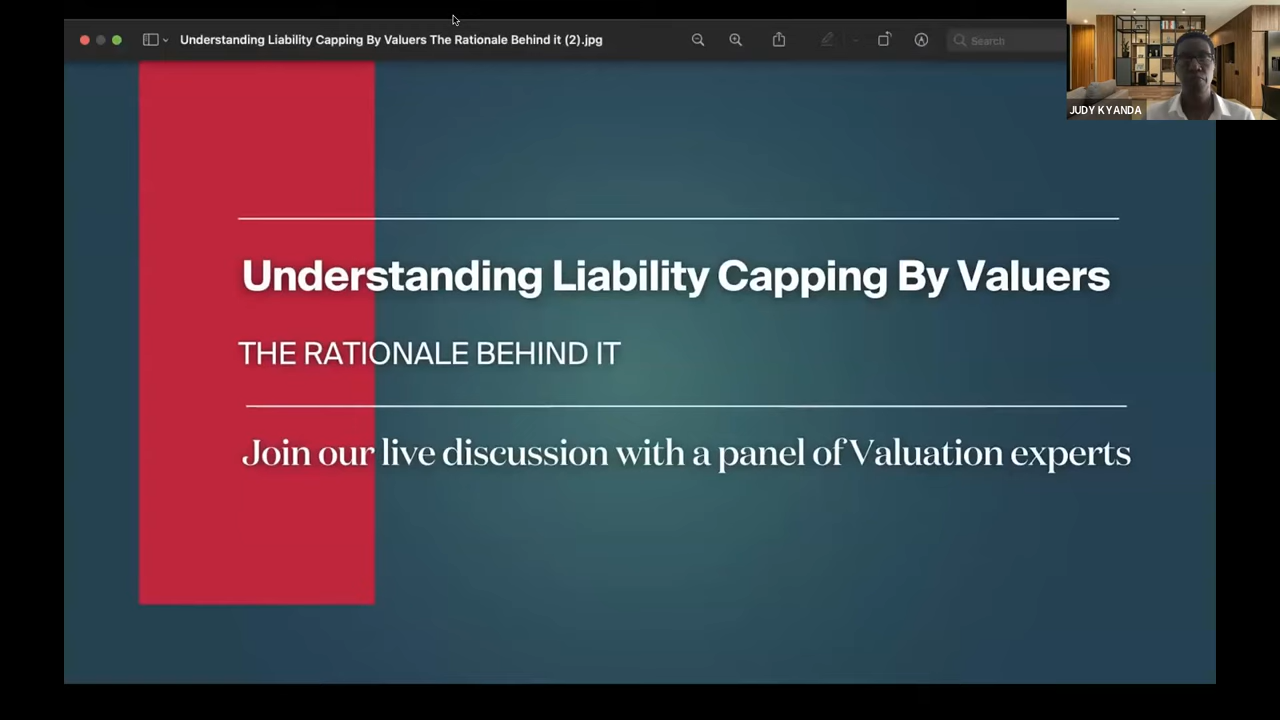 Understanding Liability Capping By Valuers The Rationale Behind it (2).jpg
Search
JUDY KYANDA
Understanding Liability Capping By Valuers
THE RATIONALE BEHIND IT
Join our live discussion with a panel of Valuation experts